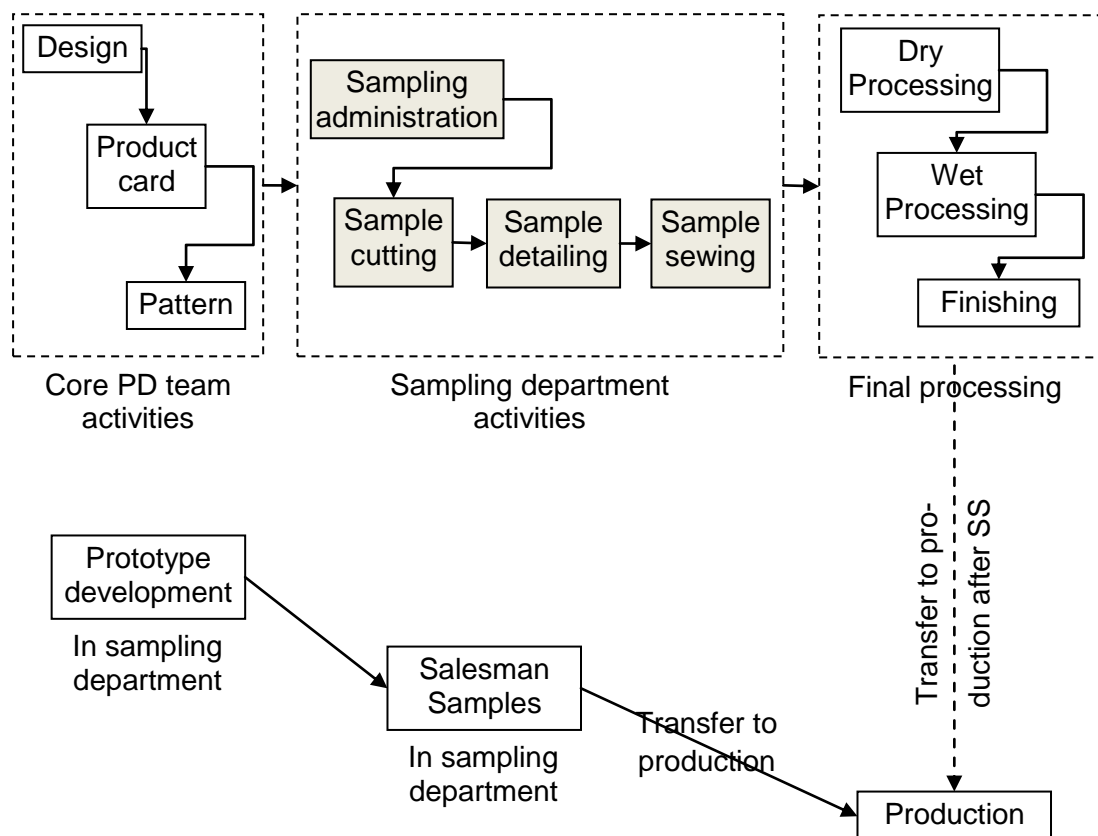 Design
Product
card
Pattern
Core PD team
activities
Sampling
administration
Sample
cutting
Sample
detailing
Sample
sewing
Sampling department
activities
Dry
Processing
Wet
Processing
Finishing
Final processing
Transfer to pro-
duction after SS
Prototype
development
In sampling
department
Salesman
Samples
In sampling
department
Transfer to
production
Production